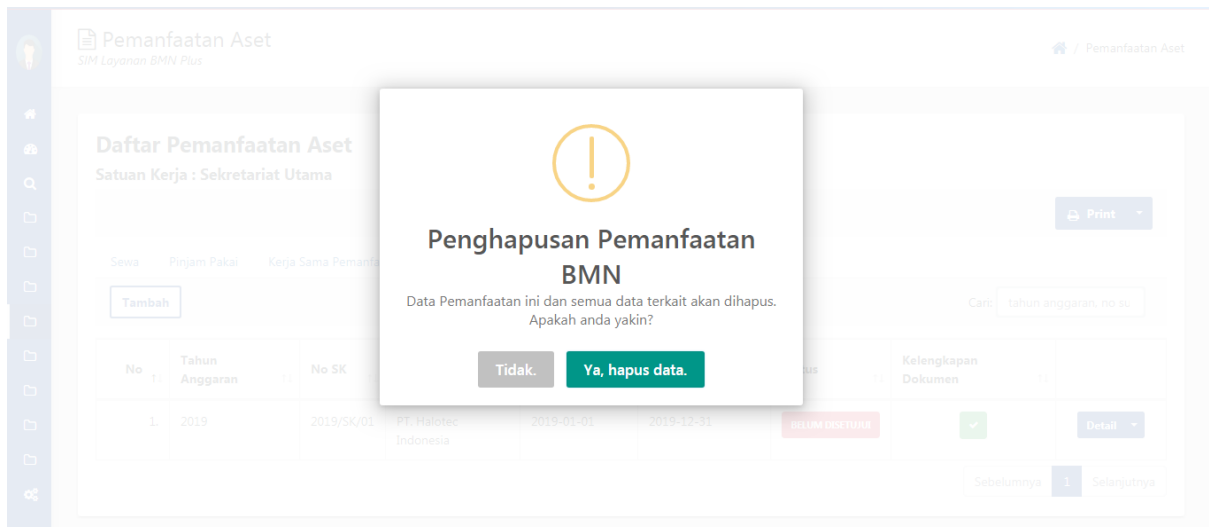 Pemanfaatan Aset
SIM Layanan BMN Plus
/ Pemanfaatan Aset
Daftar Pemanfaatan Aset
Satuan Kerja : Sekretariat Utama
Print
Sewa Pinjam Pakai Kerja Sama
Tambah
Cari: tahun anggaran, no su
Penghapusan Pemanfaatan
BMN
Data Pemanfaatan ini dan semua data terkait akan dihapus.
Apakah anda yakin?
Tidak. Ya, hapus data.
No Tahun Anggaran No SK Kelengkapan Dokumen
1. 2019 2019/SK/01 PT. Halotec Indonesia 2019-01-01 2019-12-31 BELUM DISETUJUI Detail
Sebelumnya 1 Selanjutnya